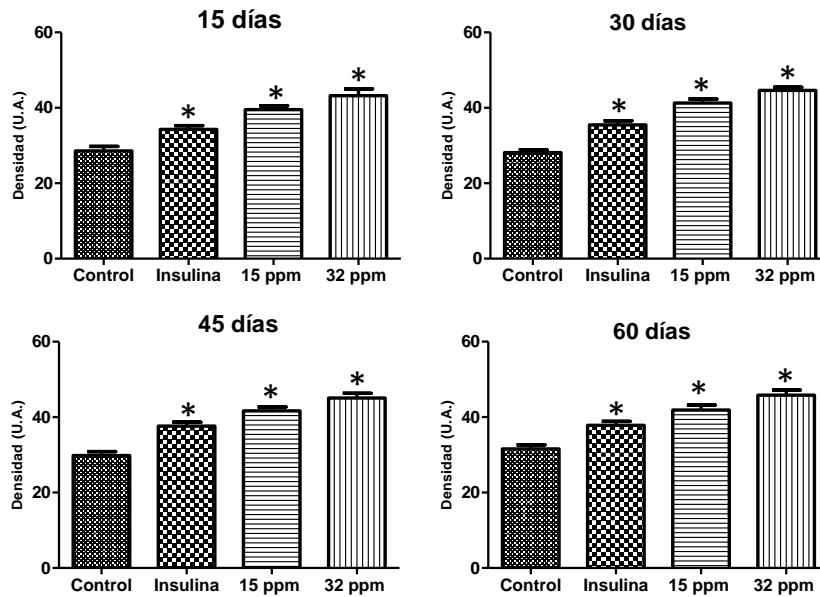 15 días
60
40
20
0
Densidad (U.A.)
*
*
*
Control Insulina 15 ppm 32 ppm
30 días
60
40
20
0
Densidad (U.A.)
*
*
*
Control Insulina 15 ppm 32 ppm
45 días
60
40
20
0
Densidad (U.A.)
*
*
*
Control Insulina 15 ppm 32 ppm
60 días
60
40
20
0
Densidad (U.A.)
*
*
*
Control Insulina 15 ppm 32 ppm